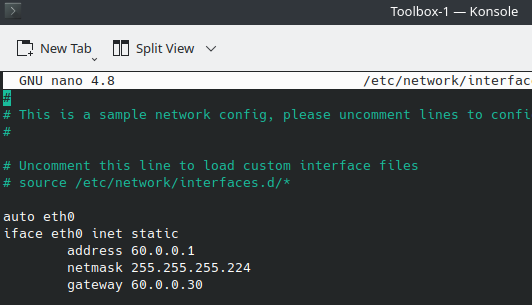 Toolbox-1 — Konsole
New Tab
Split View
GNU nano 4.8 /etc/network/interfac
#
# This is a sample network config, please uncomment lines to confi
#
# Uncomment this line to load custom interface files
# source /etc/network/interfaces.d/*
auto eth0
iface eth0 inet static
address 60.0.0.1
netmask 255.255.255.224
gateway 60.0.0.30